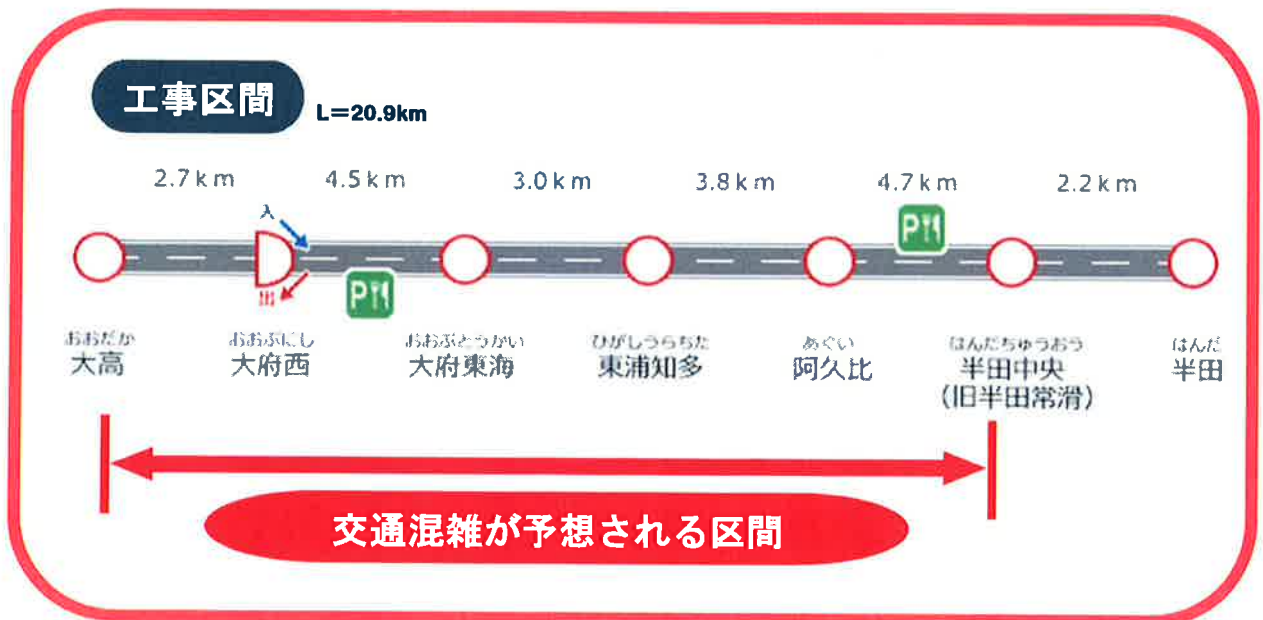 工事区間 L=20.9km
2.7km 4.5km 3.0km 3.8km 4.7km 2.2km
入
P P
出
おおだか おおぶにし おおぶとうかい ひがしうらちた あぐい はんだちゅうおう はんだ
大高 大府西 大府東海 東浦知多 阿久比 半田中央 半田
(旧半田常滑)
交通混雑が予想される区間